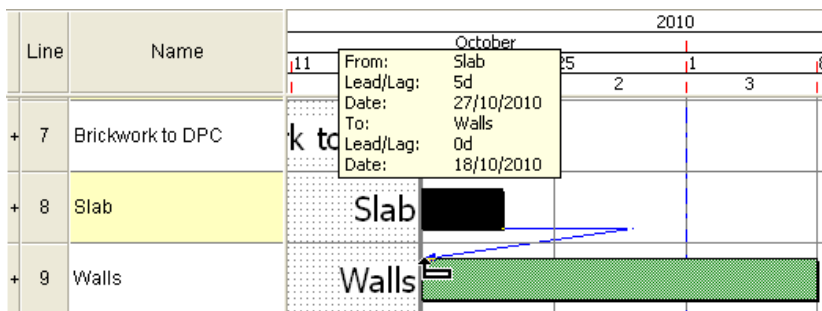 2010
Line Name
October
11 25 1 8
2 3
From: Slab
Lead/Lag: 5d
Date: 27/10/2010
To: Walls
Lead/Lag: 0d
Date: 18/10/2010
+ 7 Brickwork to DPC k to
+ 8 Slab Slab
+ 9 Walls Walls